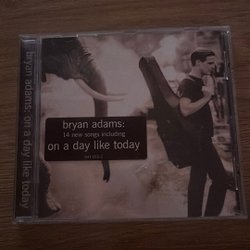 bryan adams: on a day like today
bryan adams:
14 new songs including
on a day like today